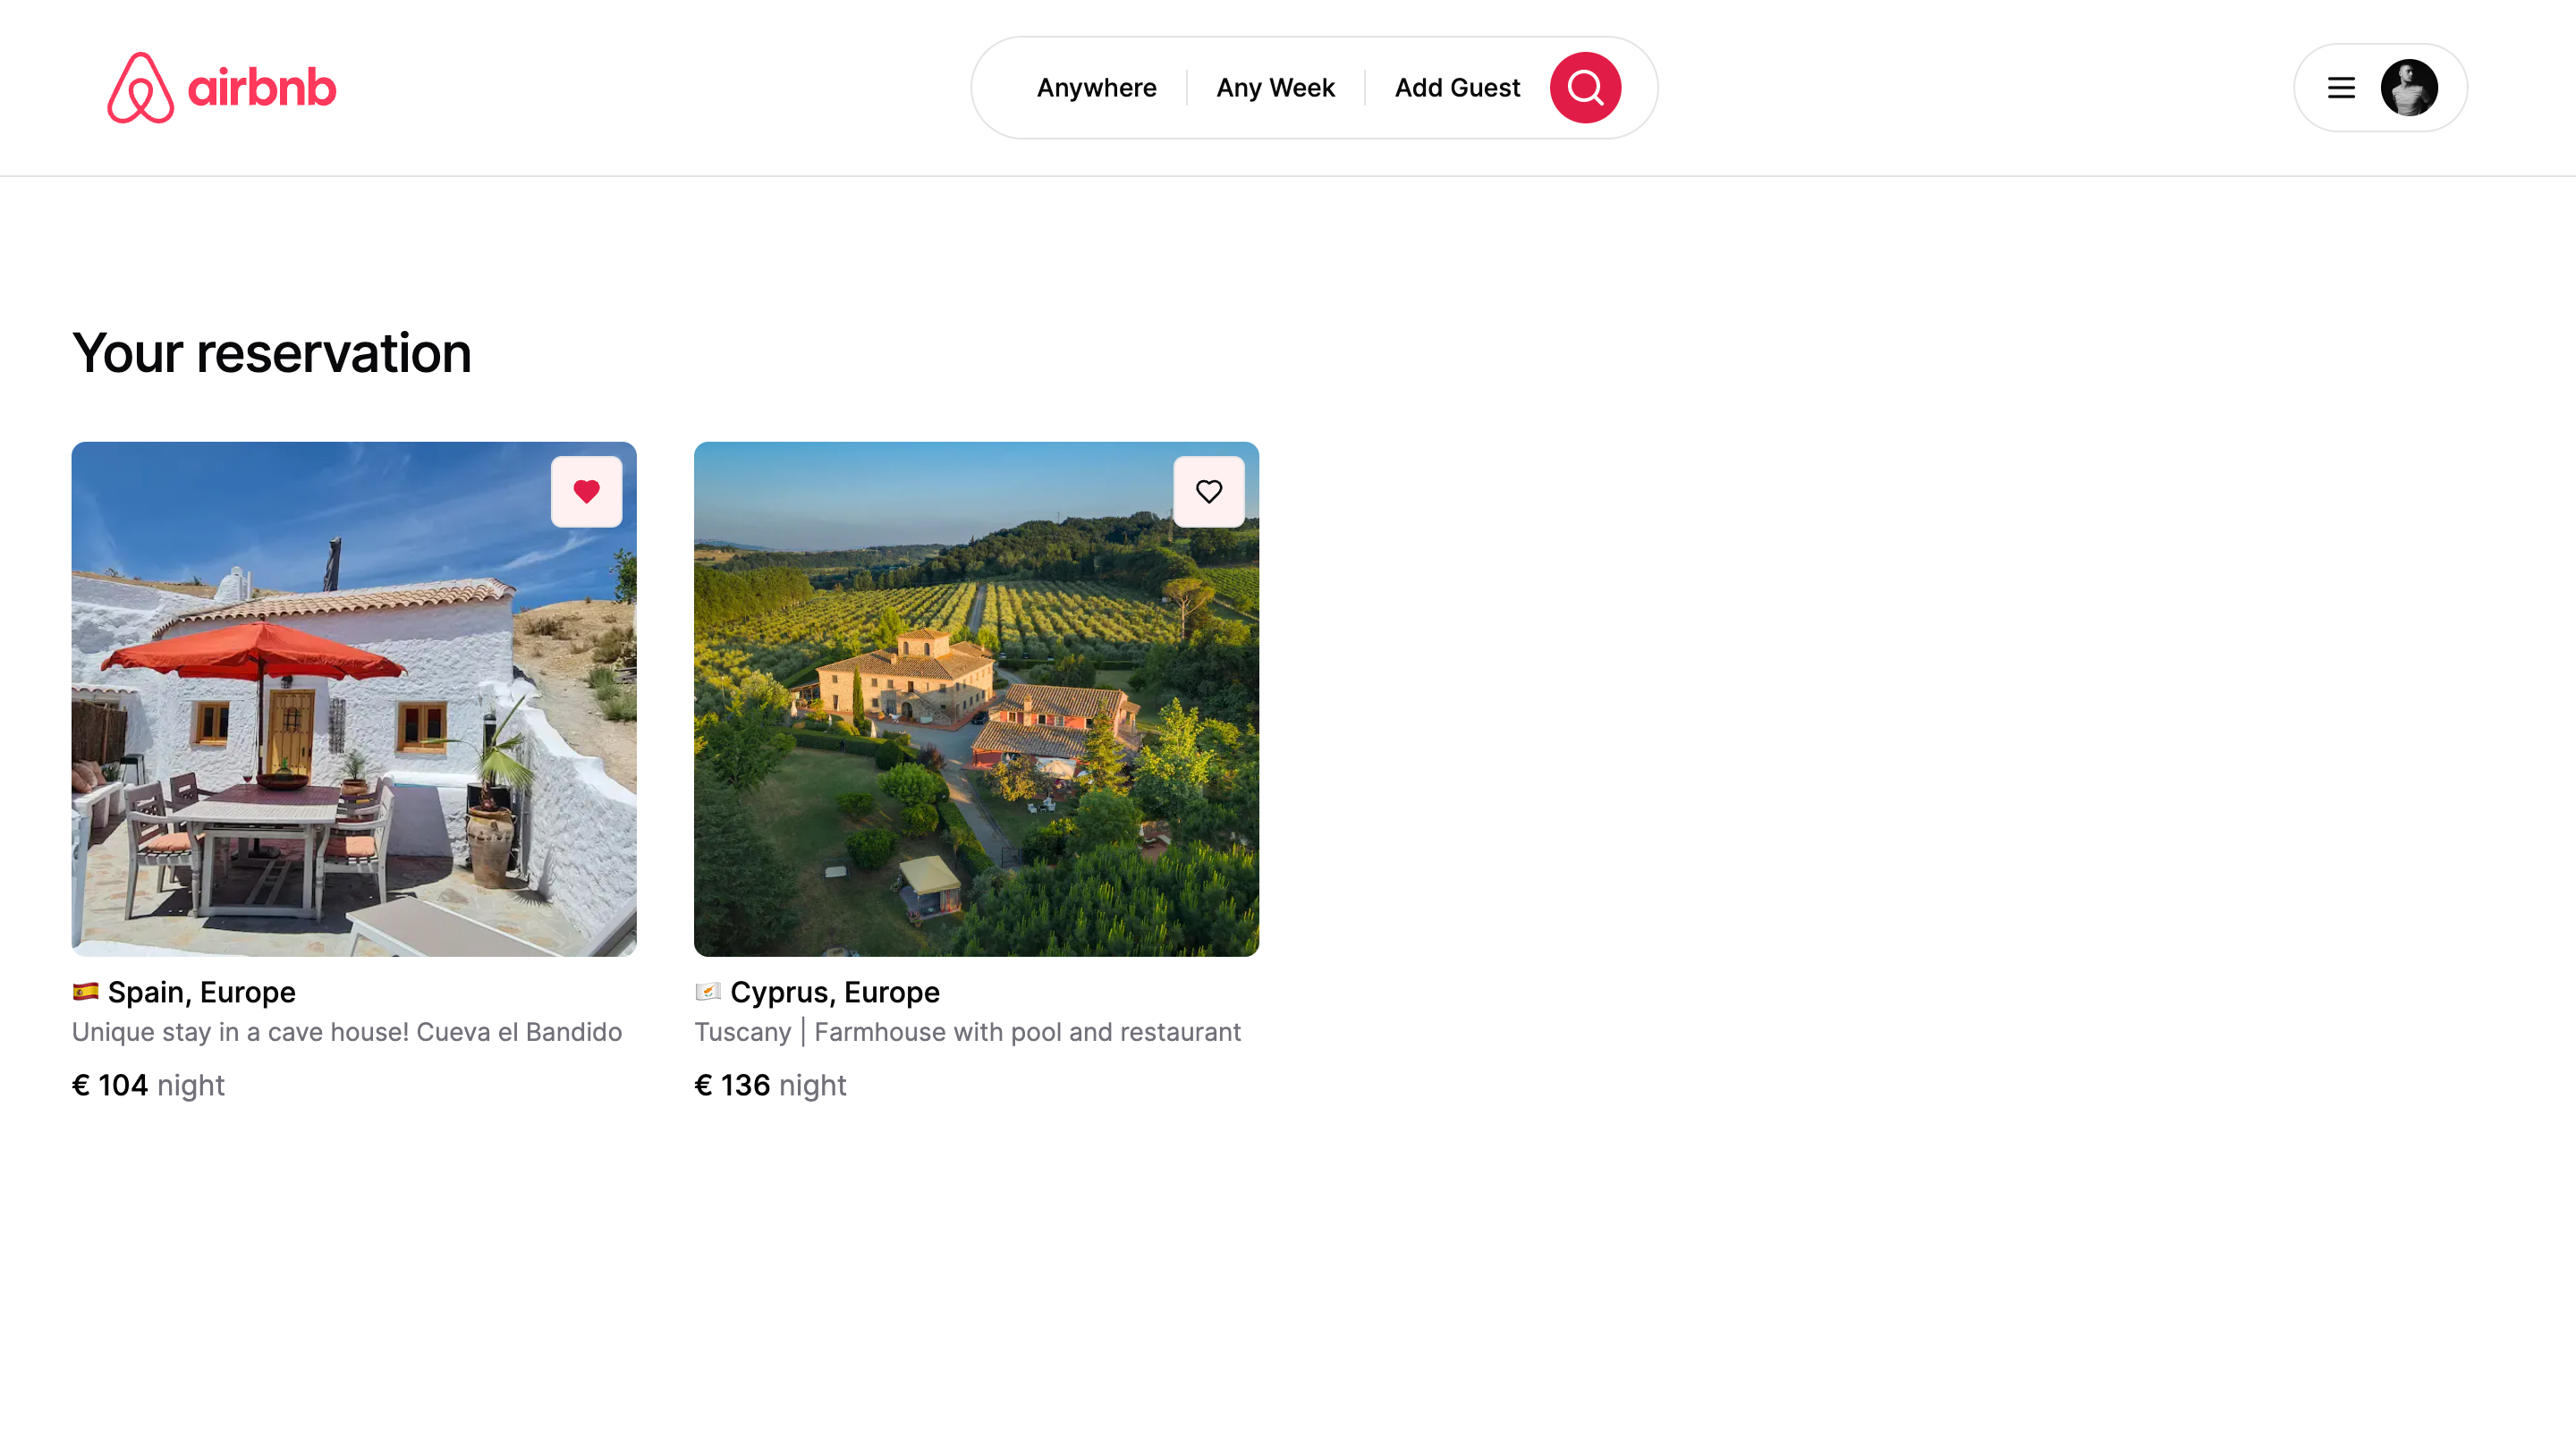 airbnb
Anywhere
Any Week
Add Guest
Your reservation
🇪🇸 Spain, Europe
Unique stay in a cave house! Cueva el Bandido
€ 104 night
🇨🇾 Cyprus, Europe
Tuscany | Farmhouse with pool and restaurant
€ 136 night